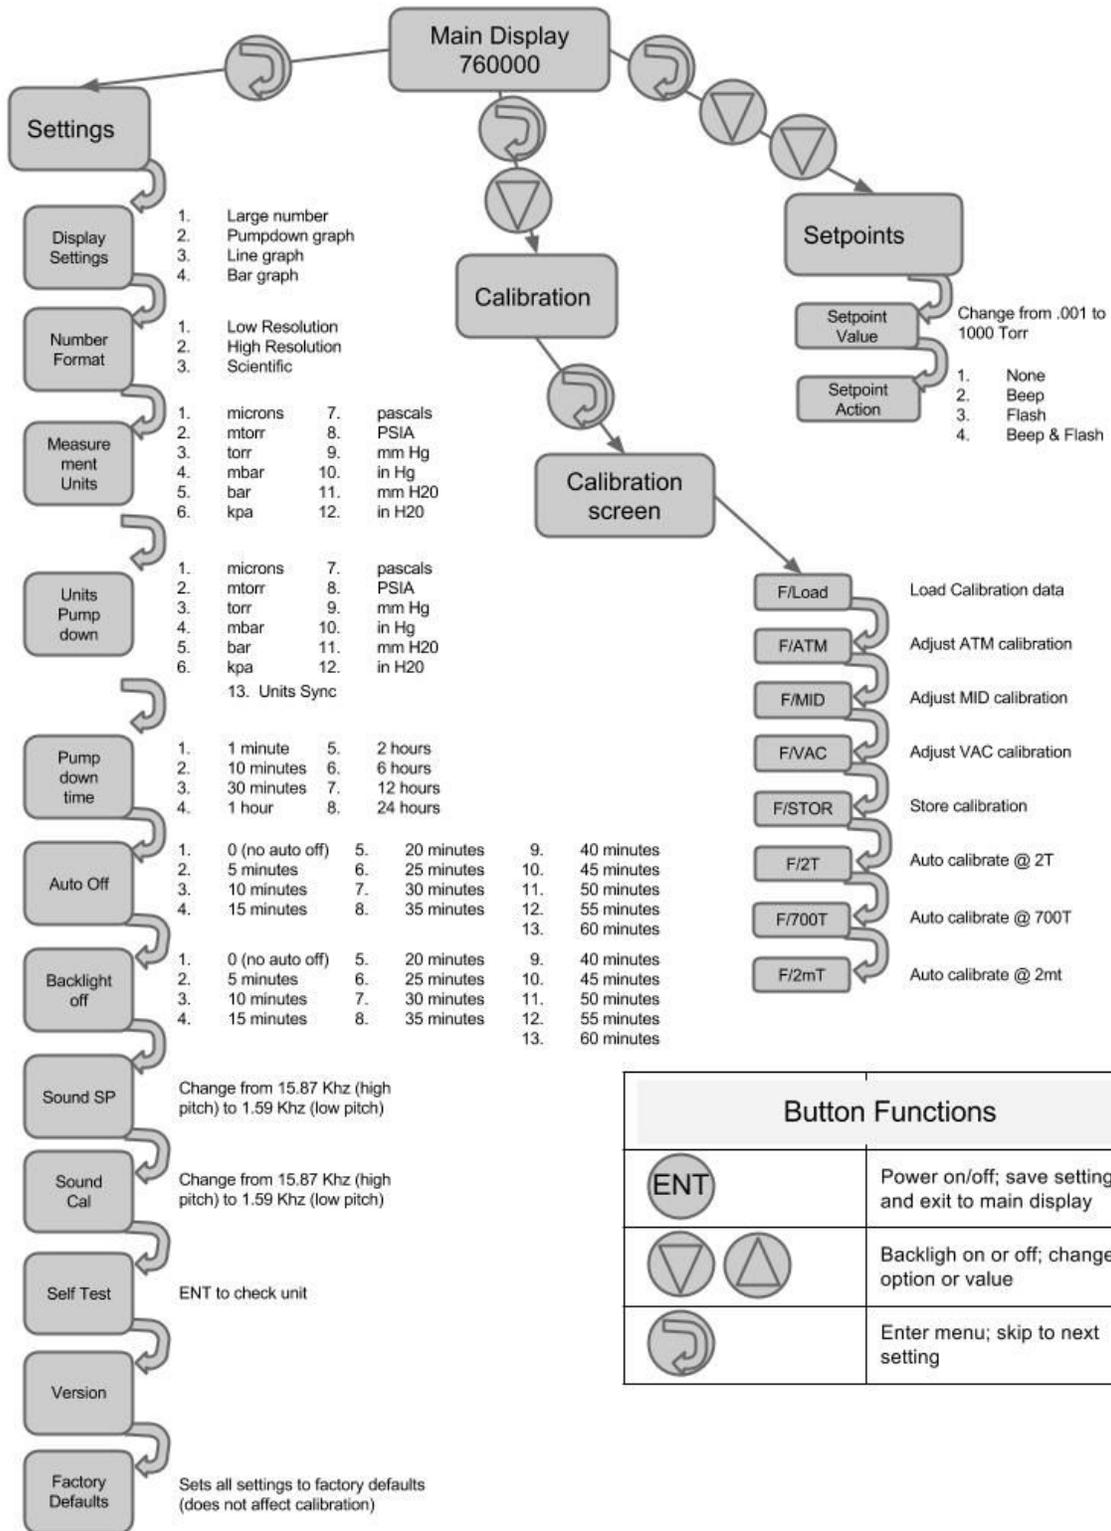 Main Display
760000
Settings
Display
Settings
1. Large number
2. Pumpdown graph
3. Line graph
4. Bar graph
Number
Format
1. Low Resolution
2. High Resolution
3. Scientific
Measure
ment
Units
1. microns 7. pascals
2. mtorr 8. PSIA
3. torr 9. mm Hg
4. mbar 10. in Hg
5. bar 11. mm H20
6. kpa 12. in H20
Units
Pump
down
1. microns 7. pascals
2. mtorr 8. PSIA
3. torr 9. mm Hg
4. mbar 10. in Hg
5. bar 11. mm H20
6. kpa 12. in H20
13. Units Sync
Pump
down
time
1. 1 minute 5. 2 hours
2. 10 minutes 6. 6 hours
3. 30 minutes 7. 12 hours
4. 1 hour 8. 24 hours
Auto Off
1. 0 (no auto off) 5. 20 minutes 9. 40 minutes
2. 5 minutes 6. 25 minutes 10. 45 minutes
3. 10 minutes 7. 30 minutes 11. 50 minutes
4. 15 minutes 8. 35 minutes 12. 55 minutes
13. 60 minutes
Backlight
off
1. 0 (no auto off) 5. 20 minutes 9. 40 minutes
2. 5 minutes 6. 25 minutes 10. 45 minutes
3. 10 minutes 7. 30 minutes 11. 50 minutes
4. 15 minutes 8. 35 minutes 12. 55 minutes
13. 60 minutes
Sound SP
Change from 15.87 Khz (high
pitch) to 1.59 Khz (low pitch)
Sound
Cal
Change from 15.87 Khz (high
pitch) to 1.59 Khz (low pitch)
Self Test
ENT to check unit
Version
Factory
Defaults
Sets all settings to factory defaults
(does not affect calibration)
Calibration
Calibration
screen
F/Load Load Calibration data
F/ATM Adjust ATM calibration
F/MID Adjust MID calibration
F/VAC Adjust VAC calibration
F/STOR Store calibration
F/2T Auto calibrate @ 2T
F/700T Auto calibrate @ 700T
F/2mT Auto calibrate @ 2mt
Setpoints
Setpoint
Value
Change from .001 to
1000 Torr
Setpoint
Action
1. None
2. Beep
3. Flash
4. Beep & Flash
Button Functions
ENT
Power on/off; save setting
and exit to main display
Backligh on or off; change
option or value
Enter menu; skip to next
setting